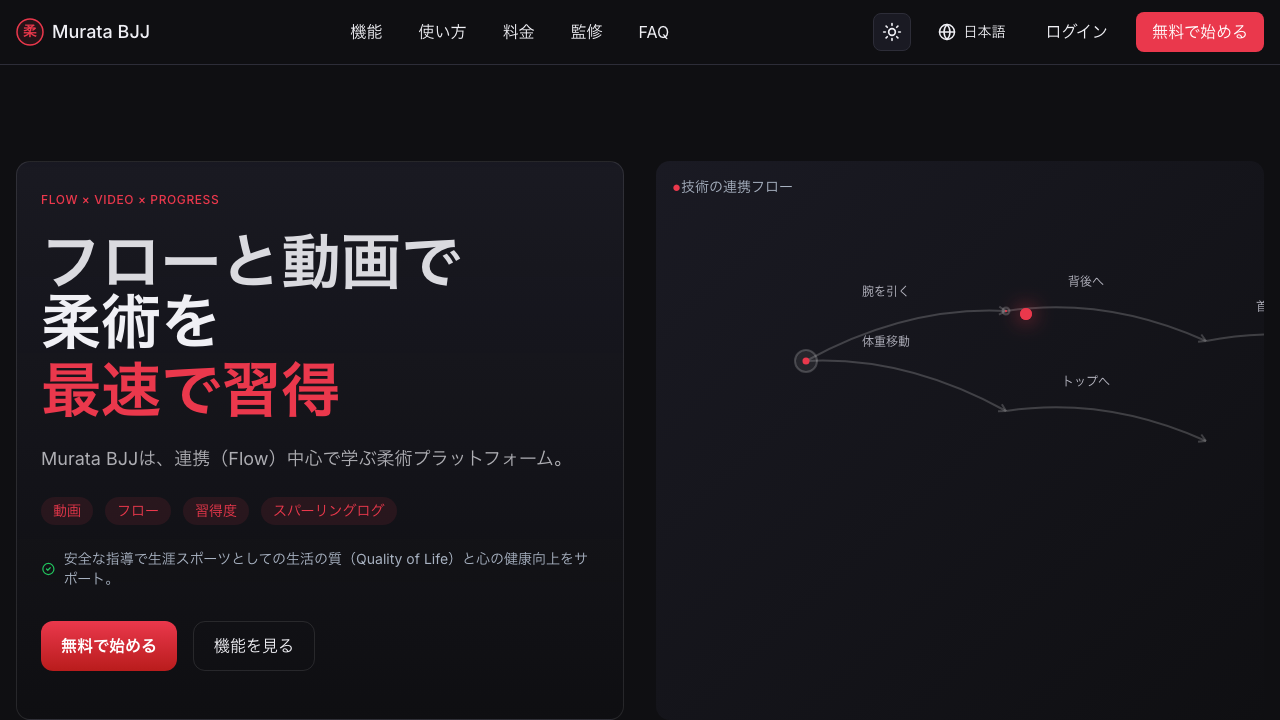 柔 Murata BJJ
機能 使い方 料金 監修 FAQ
日本語 ログイン 無料で始める
FLOW × VIDEO × PROGRESS
フローと動画で
柔術を
最速で習得
Murata BJJは、連携（Flow）中心で学ぶ柔術プラットフォーム。
動画 フロー 習得度 スパーリングログ
安全な指導で生涯スポーツとしての生活の質（Quality of Life）と心の健康向上をサ
ポート。
無料で始める 機能を見る
技術の連携フロー
腕を引く
背後へ
体重移動
トップへ